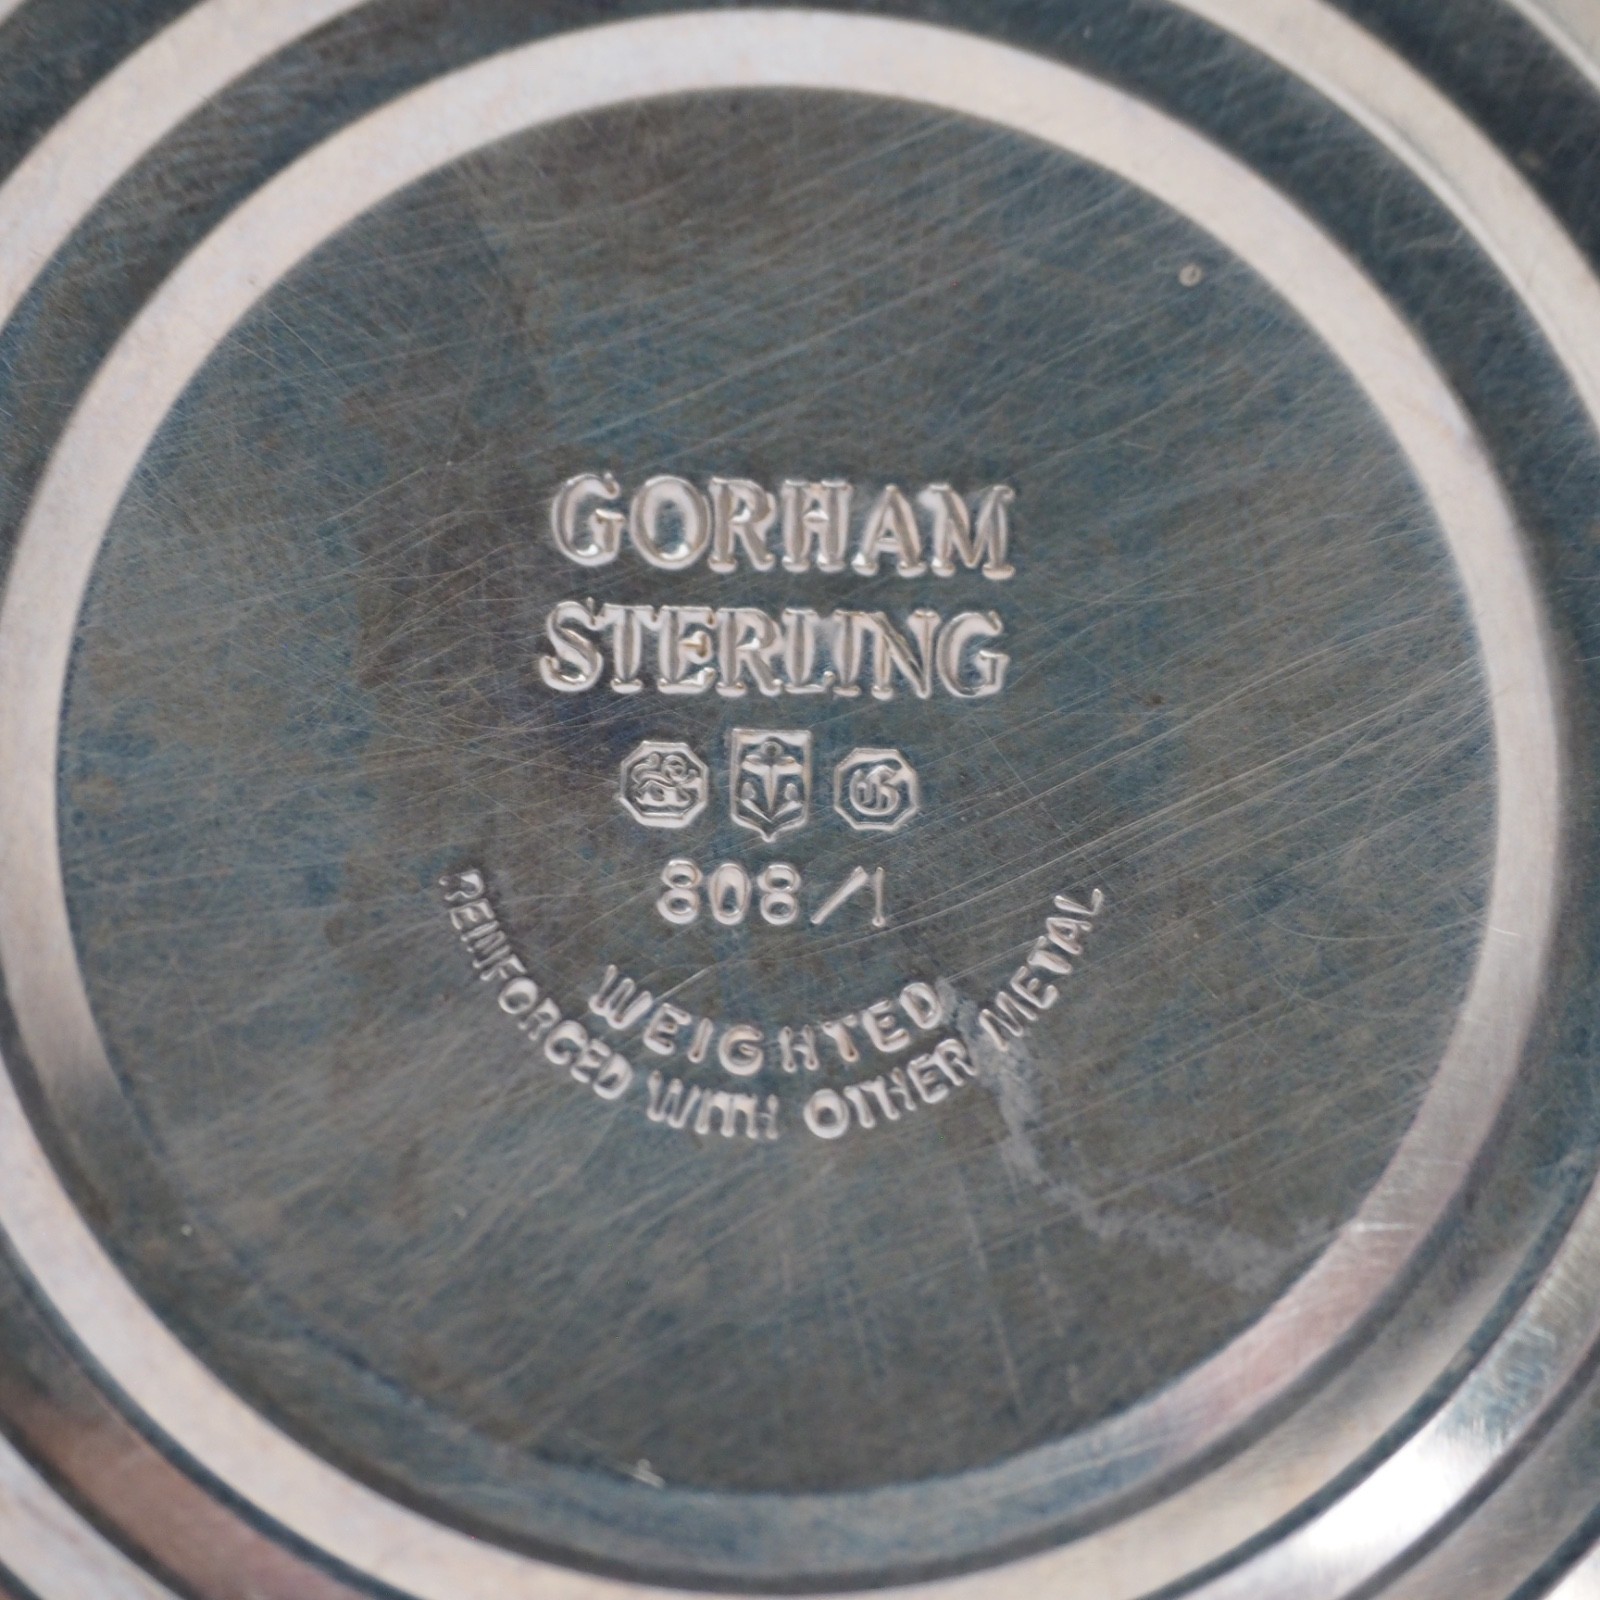 GORHAM
STERLING
808/1
WEIGHTED
REINFORCED WITH OTHER METAL